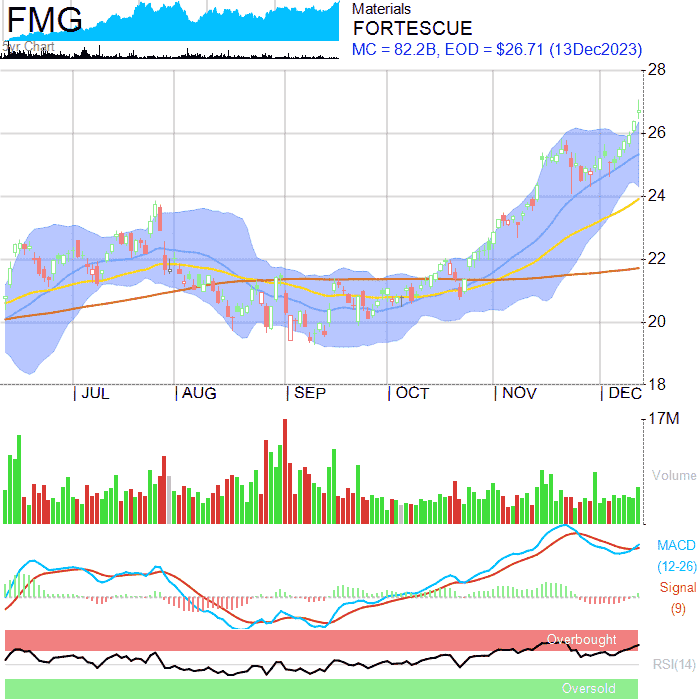 FMG
5yr Chart
Materials
FORTESCUE
MC = 82.2B, EOD = $26.71 (13Dec2023)
28
26
24
22
20
18
| JUL | AUG | SEP | OCT | NOV | DEC
17M
Volume
MACD
(12-26)
Signal
(9)
Overbought
RSI(14)
Oversold